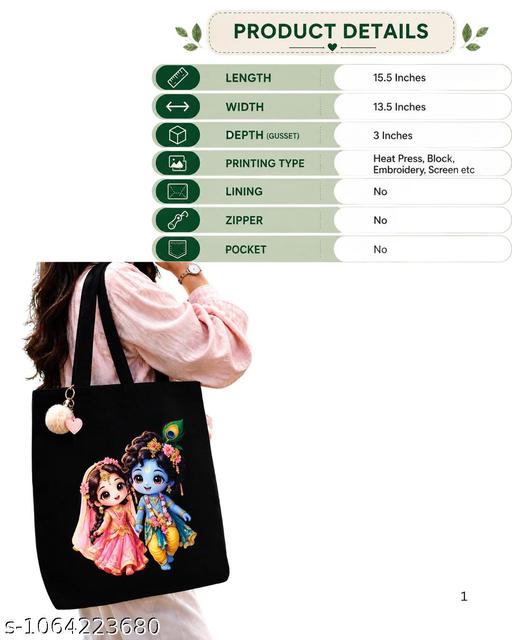 PRODUCT DETAILS
LENGTH 15.5 Inches
WIDTH 13.5 Inches
DEPTH (GUSSET) 3 Inches
PRINTING TYPE Heat Press, Block,
Embroidery, Screen etc
LINING No
ZIPPER No
POCKET No
1
s-1064223680